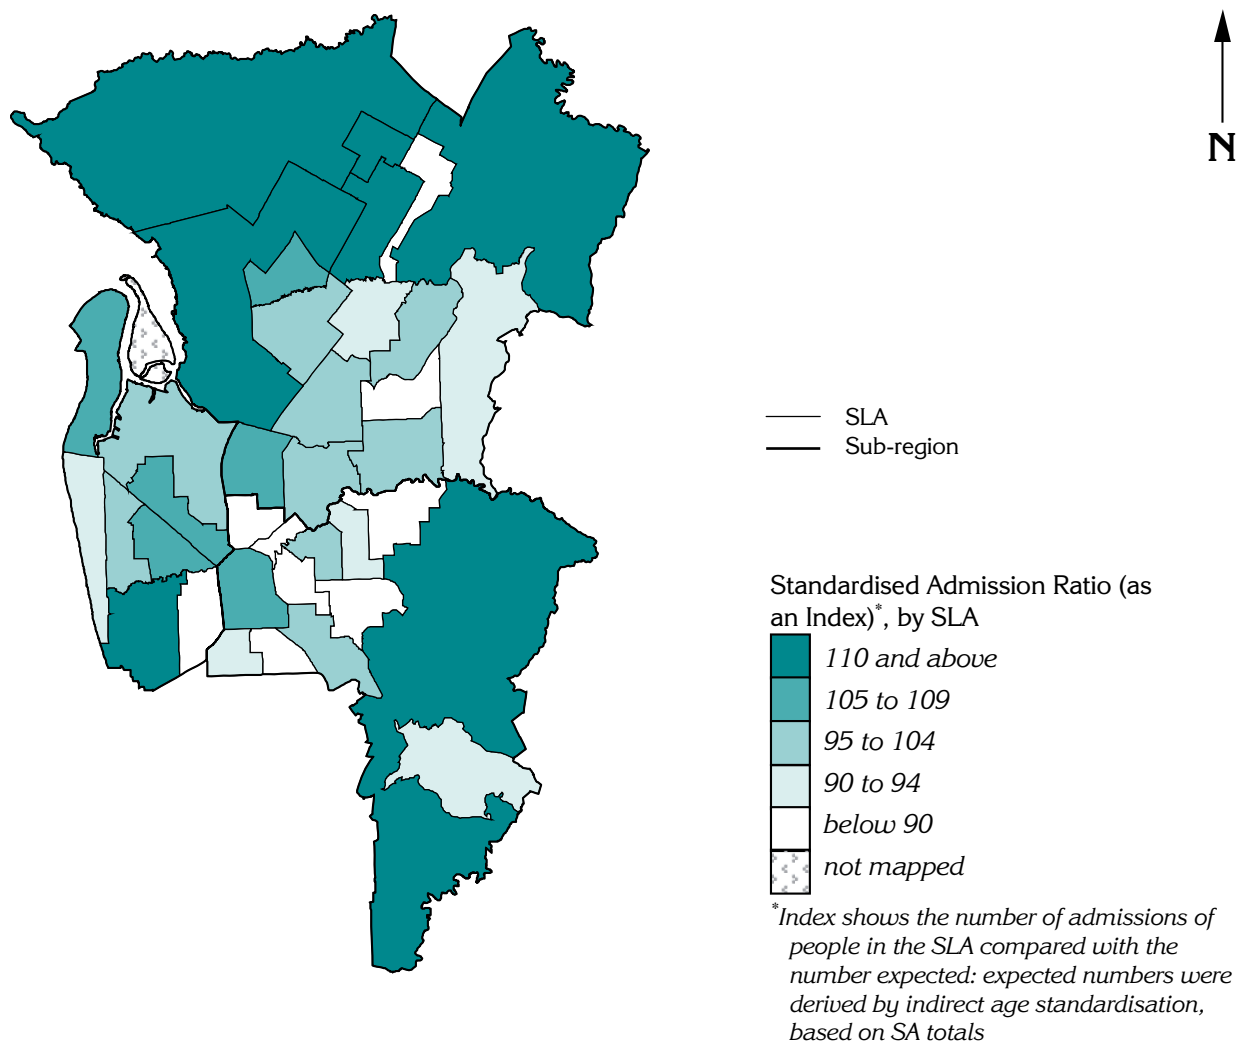 N
SLA
Sub-region
Standardised Admission Ratio (as
an Index)*, by SLA
110 and above
105 to 109
95 to 104
90 to 94
below 90
not mapped
*Index shows the number of admissions of
people in the SLA compared with the
number expected: expected numbers were
derived by indirect age standardisation,
based on SA totals